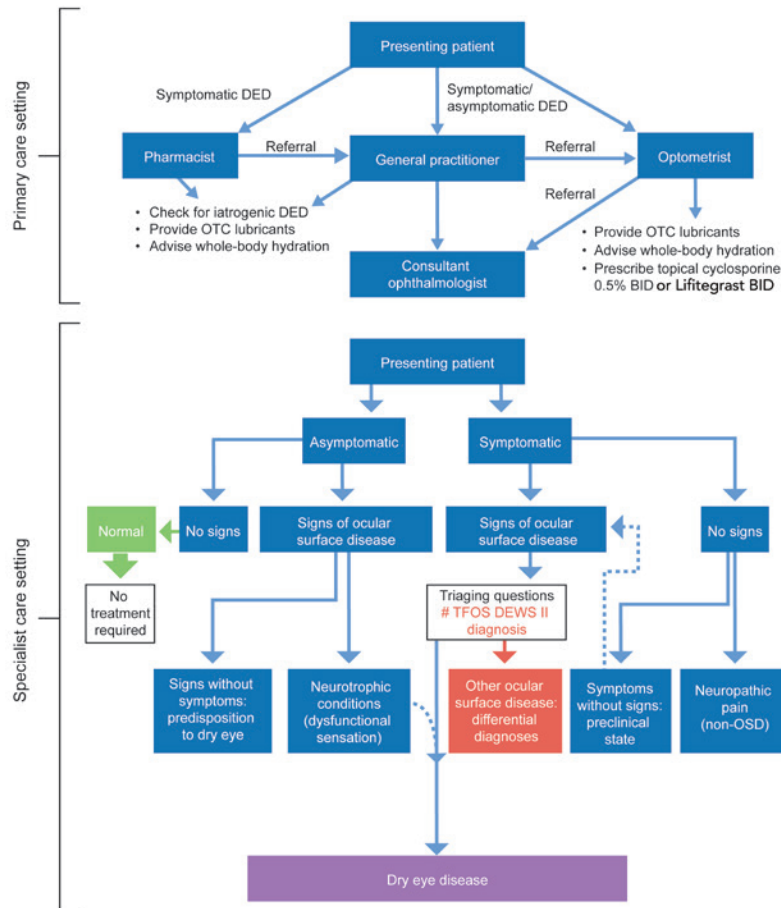 Primary care setting
Presenting patient
Symptomatic DED
Symptomatic/
asymptomatic DED
Pharmacist
Referral
General practitioner
Referral
Optometrist
• Check for iatrogenic DED
• Provide OTC lubricants
• Advise whole-body hydration
Referral
Consultant
ophthalmologist
• Provide OTC lubricants
• Advise whole-body hydration
• Prescribe topical cyclosporine
0.5% BID or Lifitegrast BID
Specialist care setting
Presenting patient
Asymptomatic
Symptomatic
Normal
No signs
Signs of ocular
surface disease
Signs of ocular
surface disease
No signs
No
treatment
required
Triaging questions
# TFOS DEWS II
diagnosis
Signs without
symptoms:
predisposition
to dry eye
Neurotrophic
conditions
(dysfunctional
sensation)
Other ocular
surface disease:
differential
diagnoses
Symptoms
without signs:
preclinical
state
Neuropathic
pain
(non-OSD)
Dry eye disease